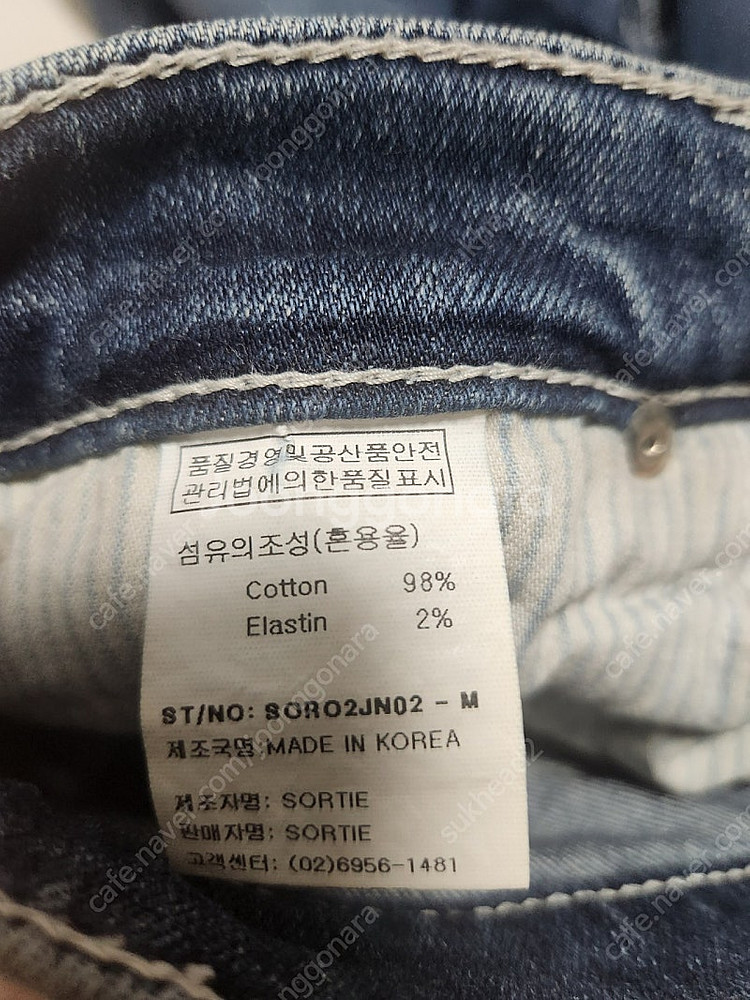 품질경영및공산품안전
관리법에의한품질표시
섬유의조성(혼용율)
Cotton 98%
Elastin 2%
ST/NO: SORO2JN02 - M
제조국명:MADE IN KOREA
제조자명: SORTIE
판매자명: SORTIE
고객센터: (02)6956-1481